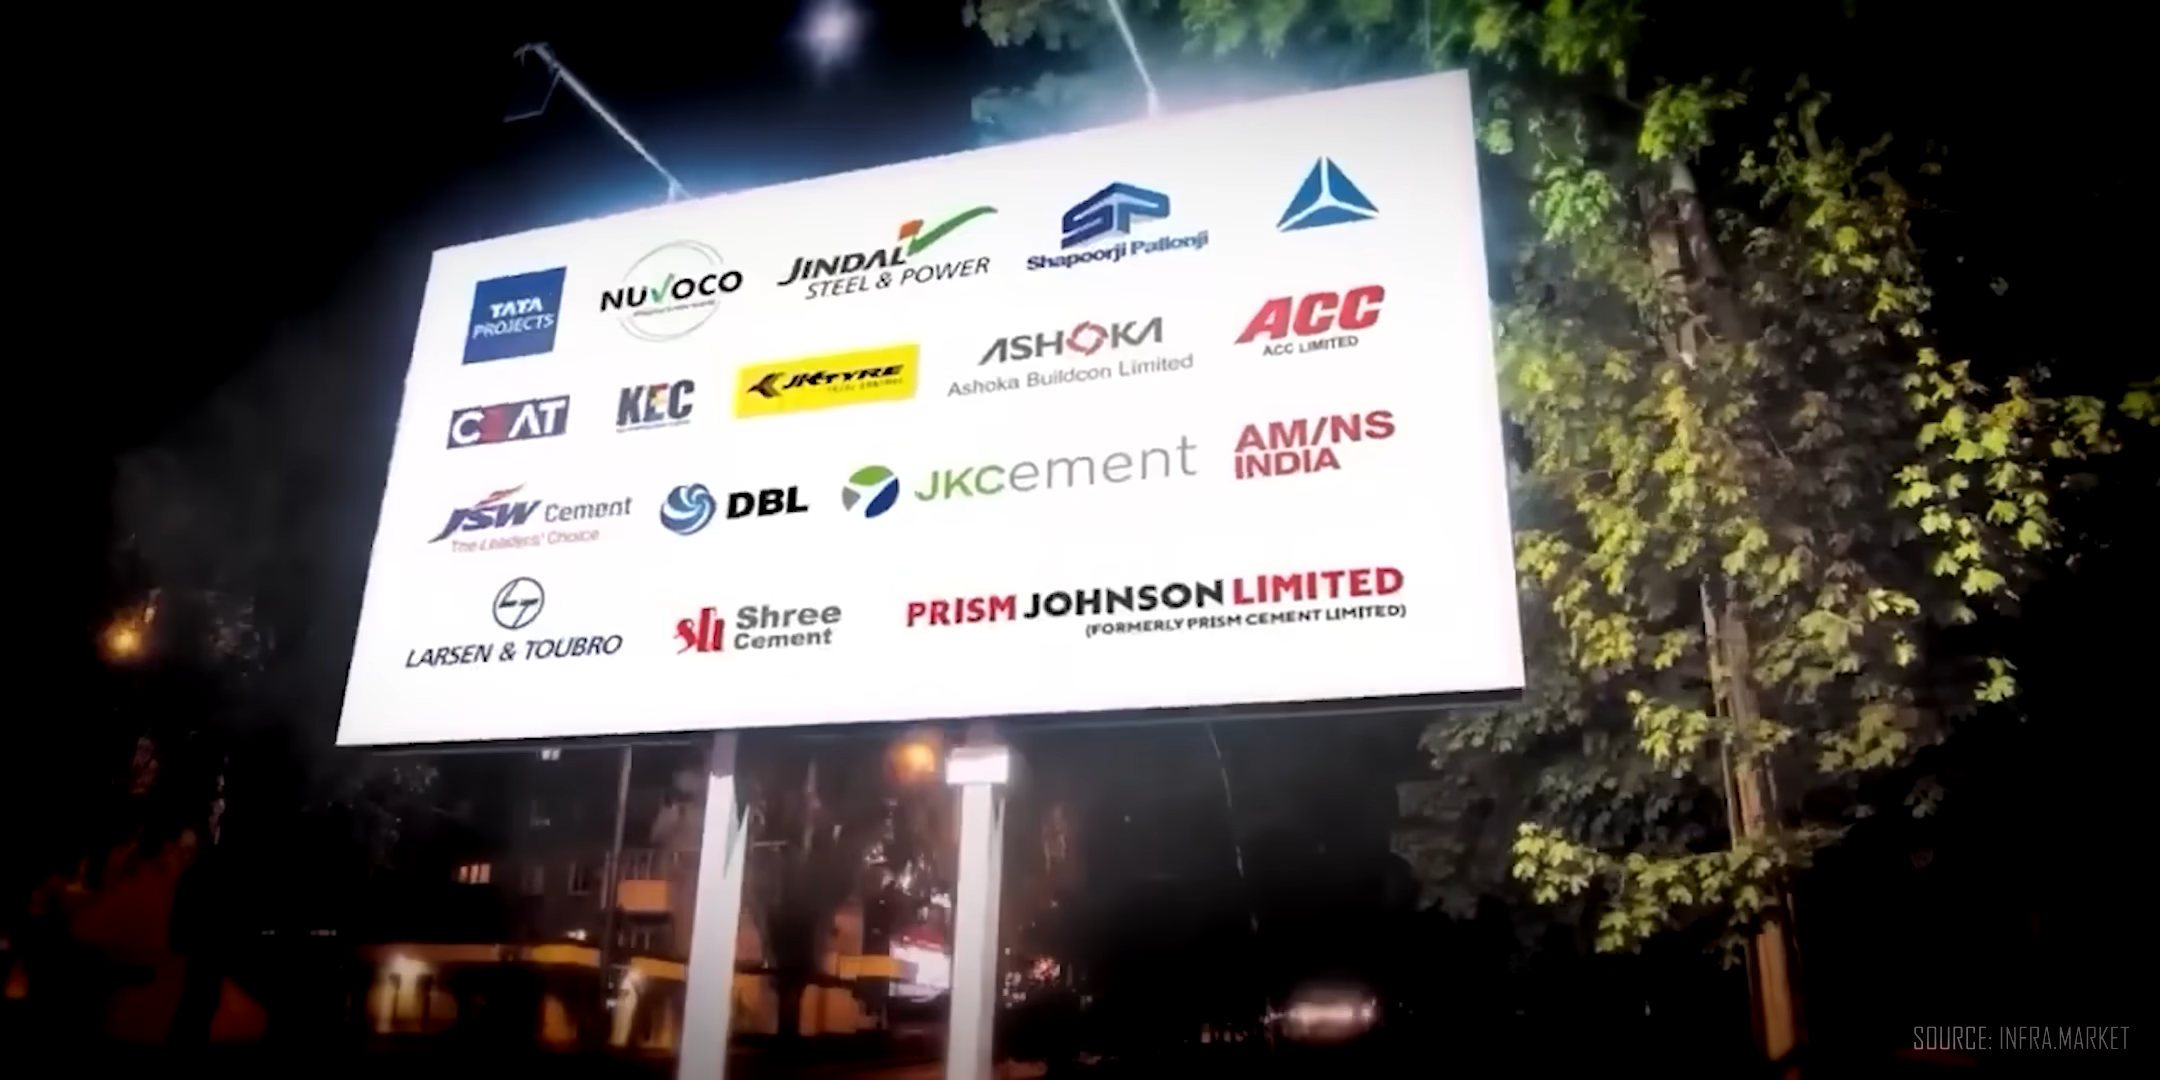 TATA
PROJECTS
NUVOCO
JINDAL
STEEL & POWER
SP
Shapoorji Pallonji
CEAT
KEC
JK TYRE
ASHOKA
Ashoka Buildcon Limited
ACC
ACC LIMITED
JSW Cement
The Leaders' Choice
DBL
JKCement
AM/NS
INDIA
LARSEN & TOUBRO
Shree
Cement
PRISM JOHNSON LIMITED
(FORMERLY PRISM CEMENT LIMITED)
SOURCE: INFRA.MARKET